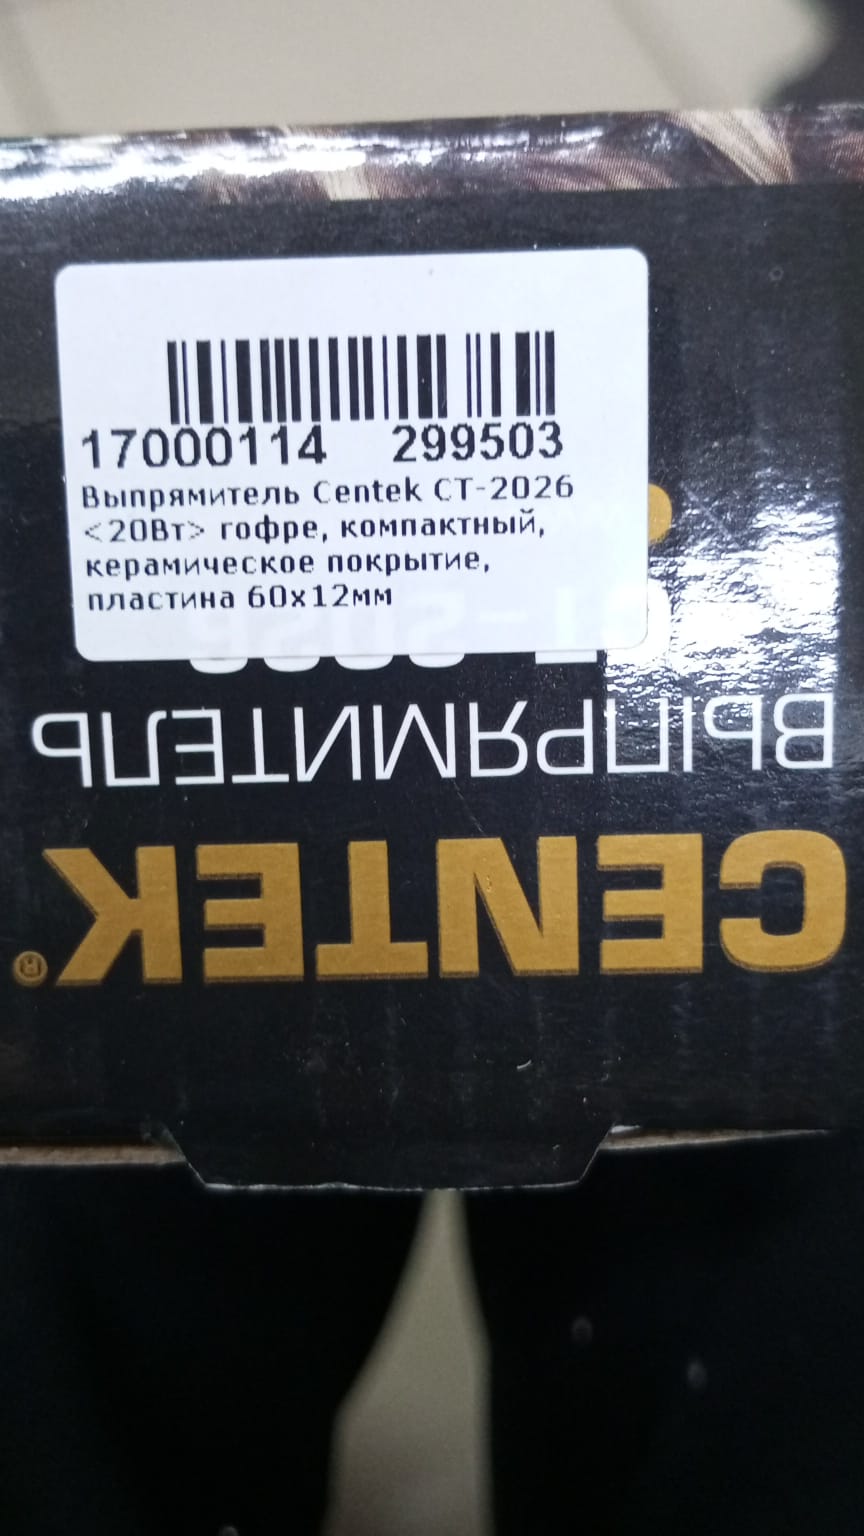 17000114 299503
Выпрямитель Centek CT-2026
<20Вт> гофре, компактный,
керамическое покрытие,
пластина 60x12мм
CENTEK®
ВЫПРЯМИТЕЛЬ